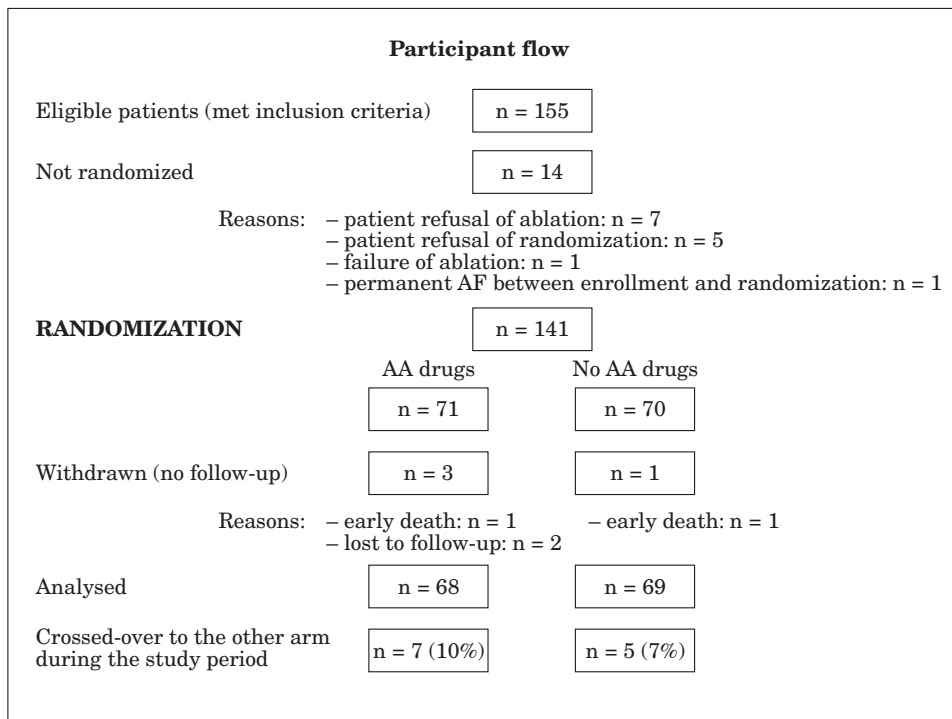 Participant flow
Eligible patients (met inclusion criteria) n = 155
Not randomized n = 14
Reasons: – patient refusal of ablation: n = 7
– patient refusal of randomization: n = 5
– failure of ablation: n = 1
– permanent AF between enrollment and randomization: n = 1
RANDOMIZATION n = 141
AA drugs No AA drugs
n = 71 n = 70
Withdrawn (no follow-up) n = 3 n = 1
Reasons: – early death: n = 1 – early death: n = 1
– lost to follow-up: n = 2
Analysed n = 68 n = 69
Crossed-over to the other arm
during the study period n = 7 (10%) n = 5 (7%)